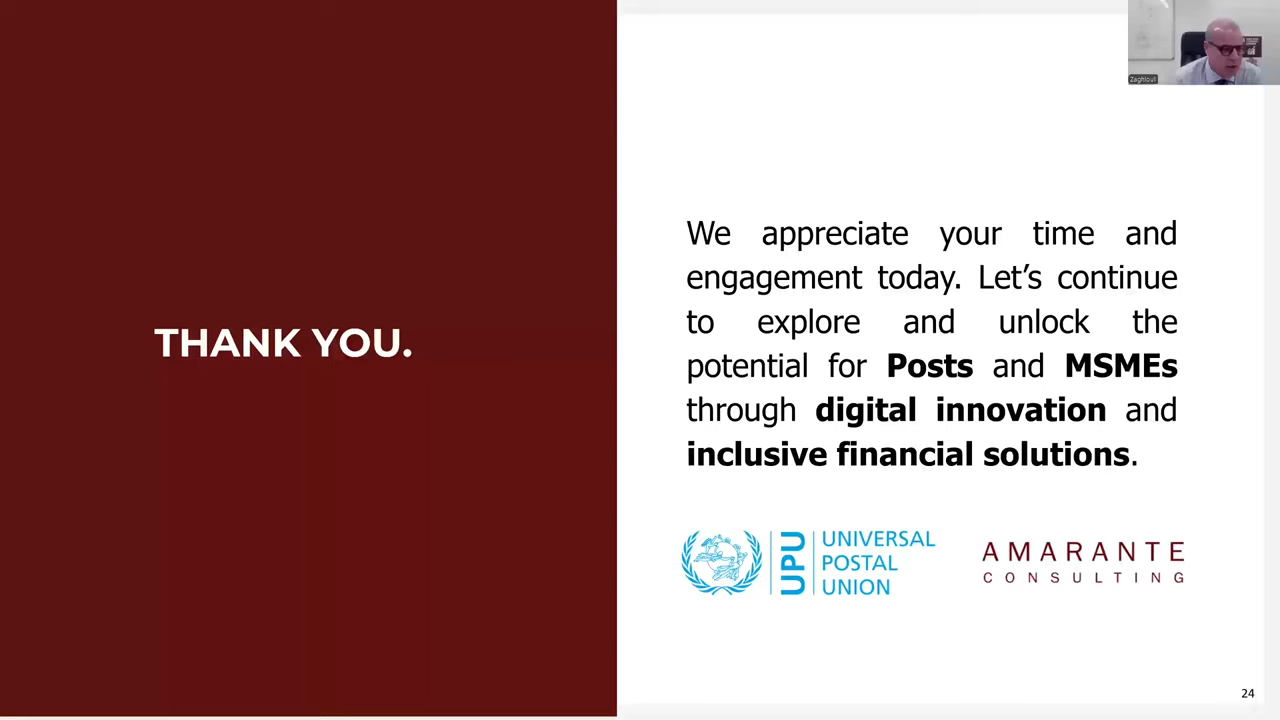 Zaghloul
THANK YOU.
We appreciate your time and
engagement today. Let’s continue
to explore and unlock the
potential for Posts and MSMEs
through digital innovation and
inclusive financial solutions.
UPU
UNIVERSAL
POSTAL
UNION
AMARANTE
CONSULTING
24